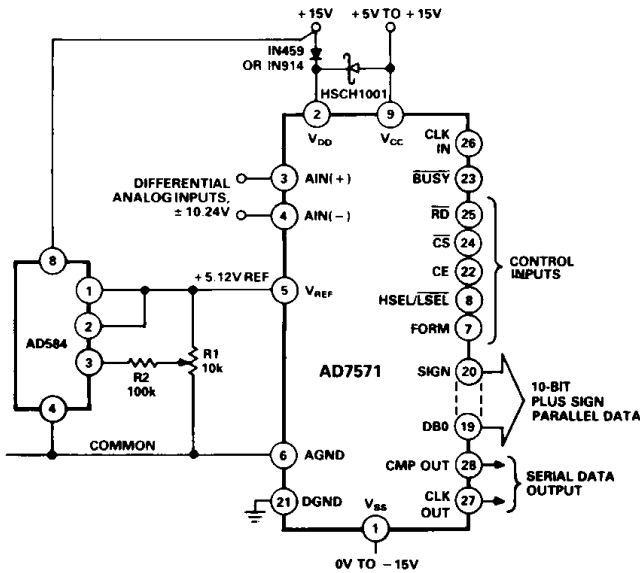 +15V
+5V TO +15V
IN459
OR IN914
HSCH1001
2
9
VDD
VCC
CLK
IN
26
BUSY
23
DIFFERENTIAL
ANALOG INPUTS,
±10.24V
3
AIN(+)
4
AIN(−)
RD
25
CS
24
CE
22
HSEL/LSEL
8
FORM
7
CONTROL
INPUTS
8
1
2
3
4
AD584
+5.12V REF
5
VREF
R1
10k
R2
100k
AD7571
SIGN
20
DB0
19
10-BIT
PLUS SIGN
PARALLEL DATA
COMMON
6
AGND
CMP OUT
28
21
DGND
CLK
OUT
27
SERIAL DATA
OUTPUT
VSS
1
0V TO −15V